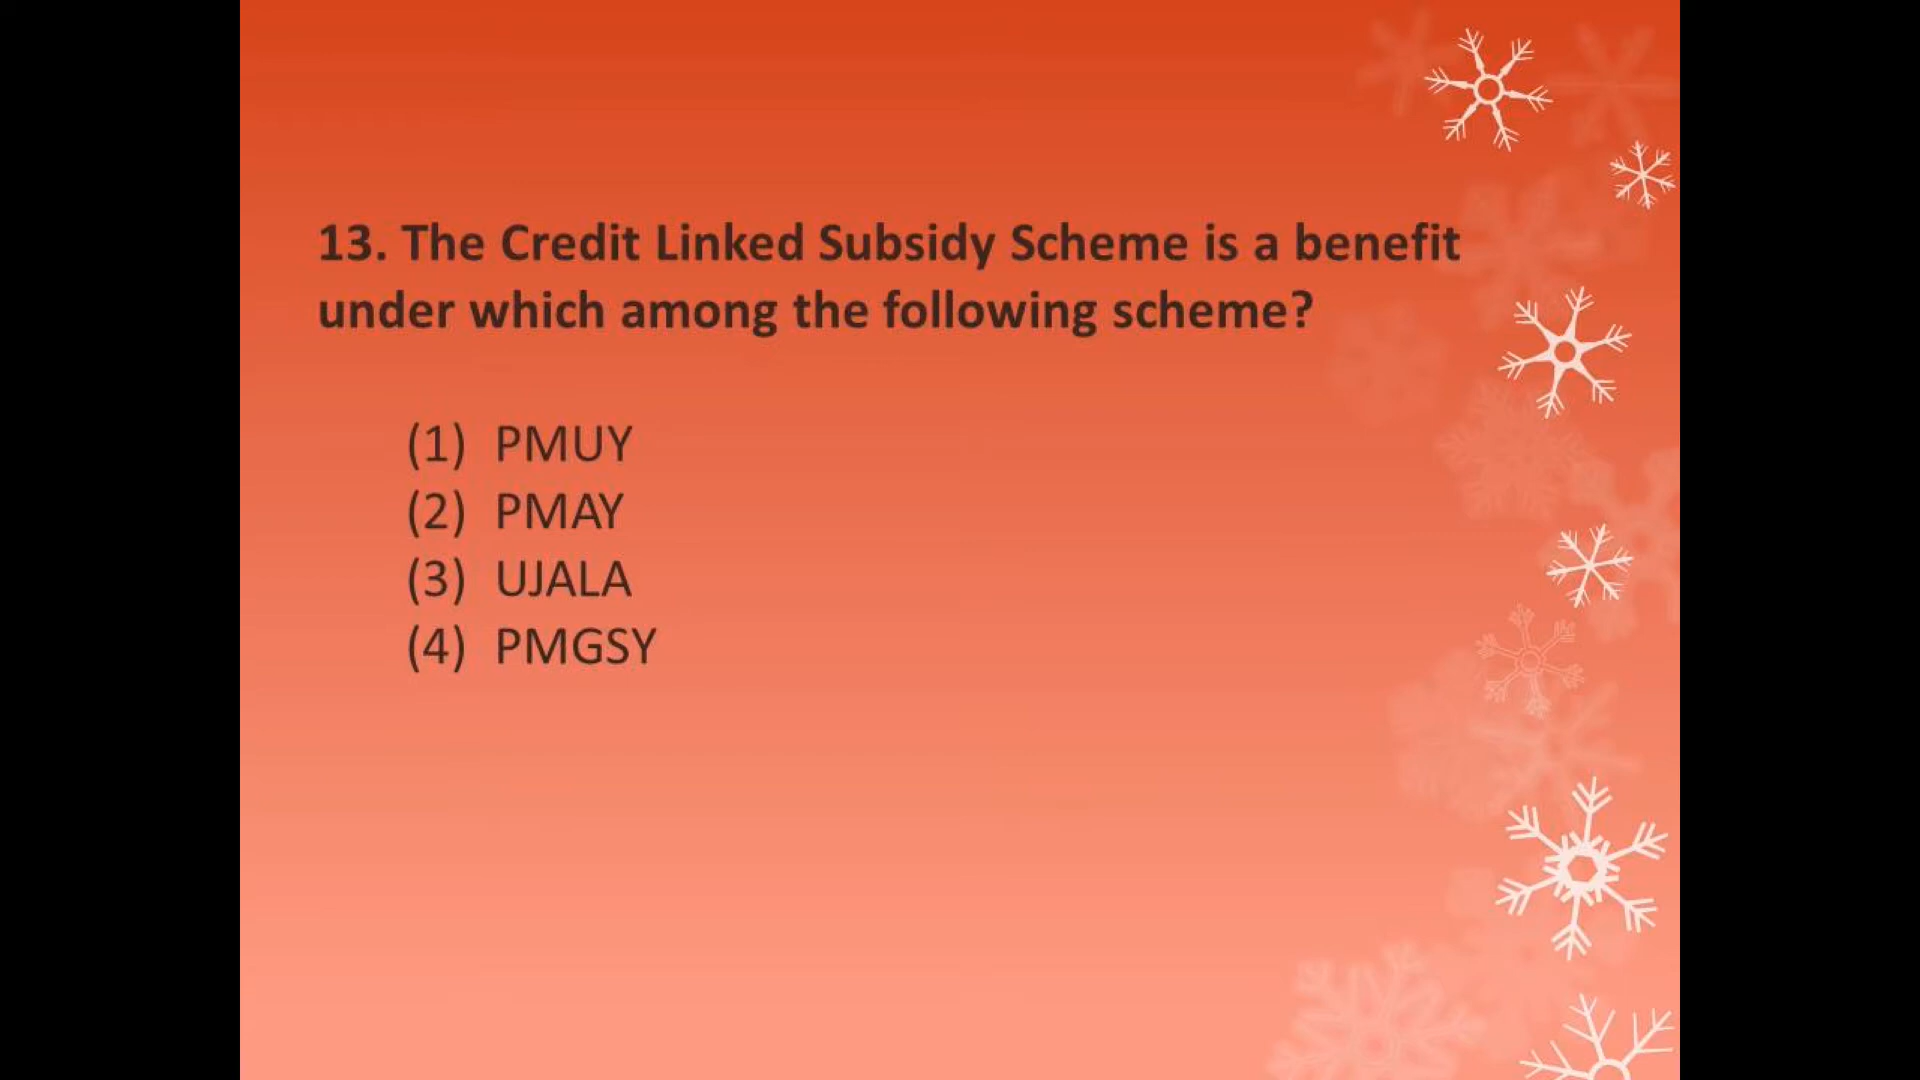 13. The Credit Linked Subsidy Scheme is a benefit
under which among the following scheme?
(1) PMUY
(2) PMAY
(3) UJALA
(4) PMGSY